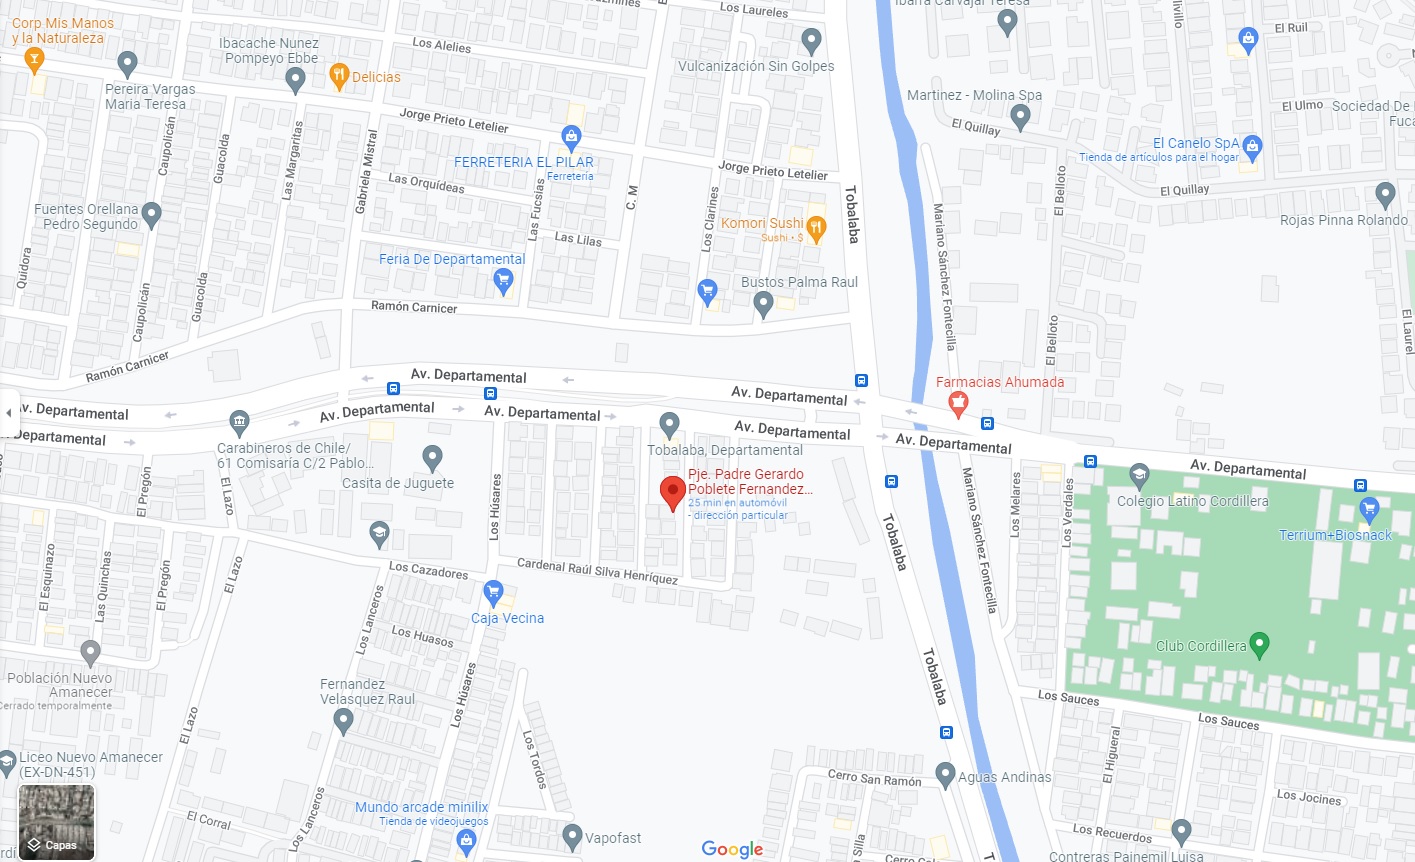 Los Laureles
Ibarra Carvajal Teresa
Corp Mis Manos
y la Naturaleza
Ibacache Nunez
Pompeyo Ebbe
Los Alelies
El Ruil
Delicias
Vulcanización Sin Golpes
Pereira Vargas
Maria Teresa
Martinez - Molina Spa
El Ulmo
Sociedad De
Jorge Prieto Letelier
El Quillay
Caupolicán
Guacolda
Las Margaritas
Gabriela Mistral
FERRETERIA EL PILAR
Ferretería
El Canelo SpA
Tienda de artículos para el hogar
Jorge Prieto Letelier
Las Orquídeas
Las Fucsias
C. M
Los Clarines
Tobalaba
El Belloto
El Quillay
Fuentes Orellana
Pedro Segundo
Komori Sushi
Sushi • $
Rojas Pinna Rolando
Las Lilas
Mariano Sánchez Fontecilla
Quidora
Caupolicán
Guacolda
Feria De Departamental
Bustos Palma Raul
Ramón Carnicer
El Belloto
El Laurel
Ramón Carnicer
Av. Departamental
Av. Departamental
Farmacias Ahumada
Av. Departamental
Av. Departamental
Av. Departamental
Departamental
Av. Departamental
Av. Departamental
Av. Departamental
Carabineros de Chile/
61 Comisaría C/2 Pablo...
Tobalaba, Departamental
Casita de Juguete
Pje. Padre Gerardo
Poblete Fernandez...
25 min en automóvil
- dirección particular
Colegio Latino Cordillera
Terrium+Biosnack
El Pregón
El Lazo
Los Húsares
Tobalaba
Mariano Sánchez Fontecilla
Los Melares
Los Verdales
El Esquinazo
Las Quinchas
El Pregón
El Lazo
Los Cazadores
Cardenal Raúl Silva Henríquez
Los Lanceros
Caja Vecina
Los Huasos
Club Cordillera
Población Nuevo
Amanecer
Cerrado temporalmente
Fernandez
Velasquez Raul
Los Húsares
Tobalaba
Los Sauces
Los Sauces
El Lazo
Los Tordos
El Higueral
Liceo Nuevo Amanecer
(EX-DN-451)
Cerro San Ramón
Aguas Andinas
Los Jocines
Los Lanceros
Mundo arcade minilix
Tienda de videojuegos
El Corral
Vapofast
Capas
Google
Los Recuerdos
Contreras Painemil Luisa